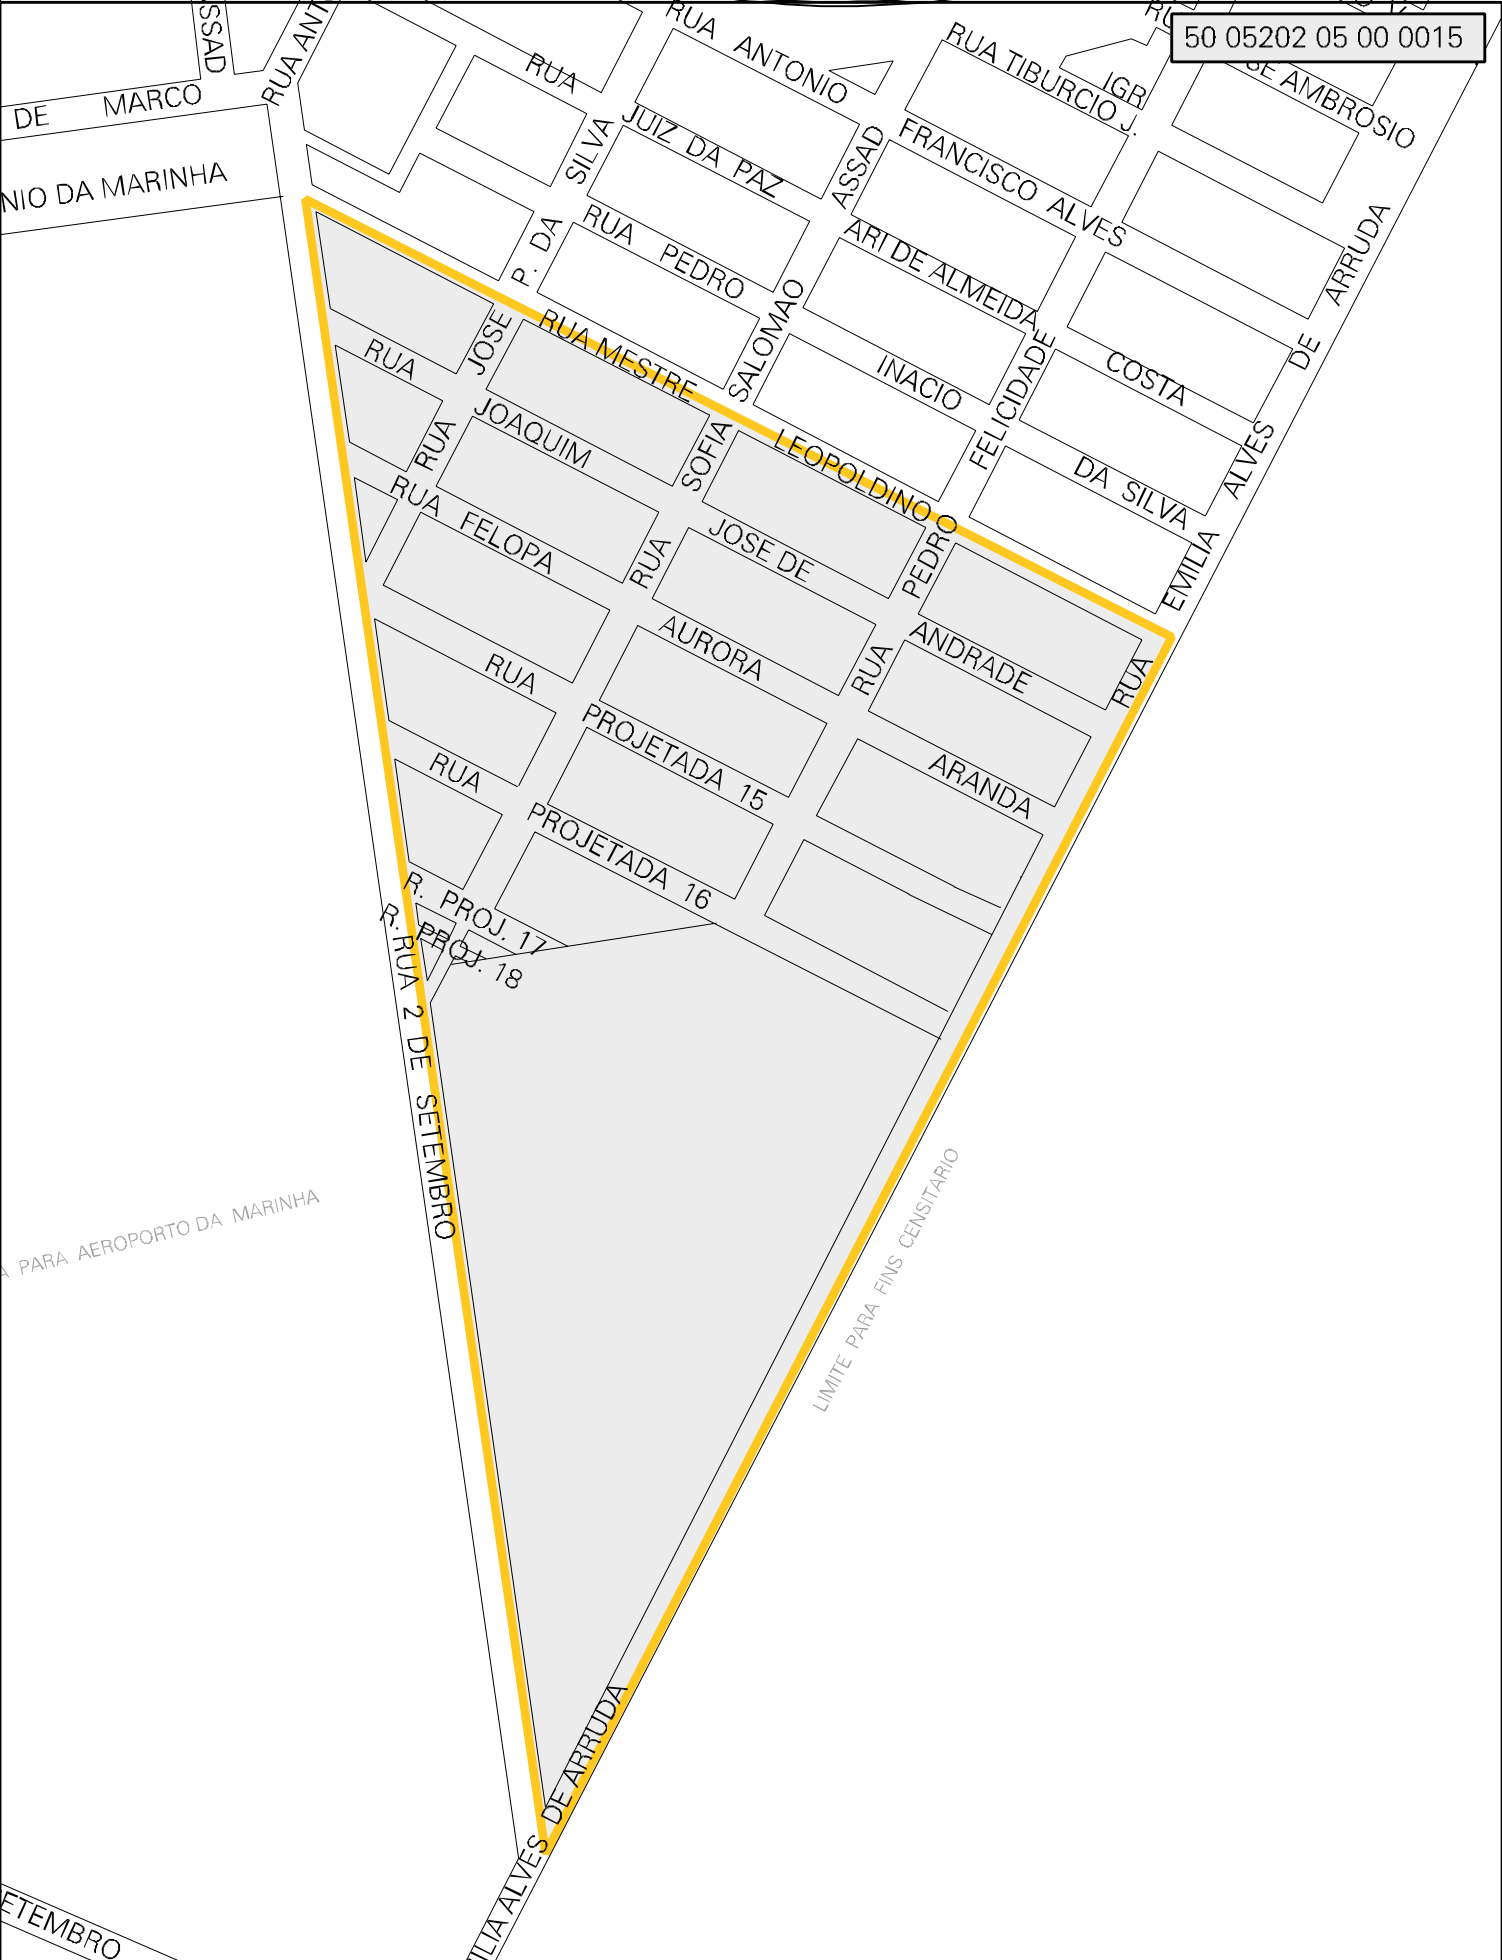 50 05202 05 00 0015
SSAD
RUA ANT
DE MARCO
NIO DA MARINHA
RUA
RUA ANTONIO
RUA TIBURCIO J.
IGR
SE AMBROSIO
SILVA
JUIZ DA PAZ
ASSAD
FRANCISCO ALVES
P. DA
RUA PEDRO
ARI DE ALMEIDA
DE ARRUDA
JOSE
RUA MESTRE
SALOMAO
INACIO
FELICIDADE
COSTA
RUA
JOAQUIM
SOFIA
LEOPOLDINO O
DA SILVA
ALVES
RUA
RUA FELOPA
RUA
JOSE DE
PEDRO
EMILIA
RUA
AURORA
RUA
ANDRADE
RUA
RUA
PROJETADA 15
ARANDA
PROJETADA 16
R. PROJ. 17
R. PROJ. 18
RUA 2 DE SETEMBRO
PARA AEROPORTO DA MARINHA
LIMITE PARA FINS CENSITARIO
ILIA ALVES DE ARRUDA
ETEMBRO